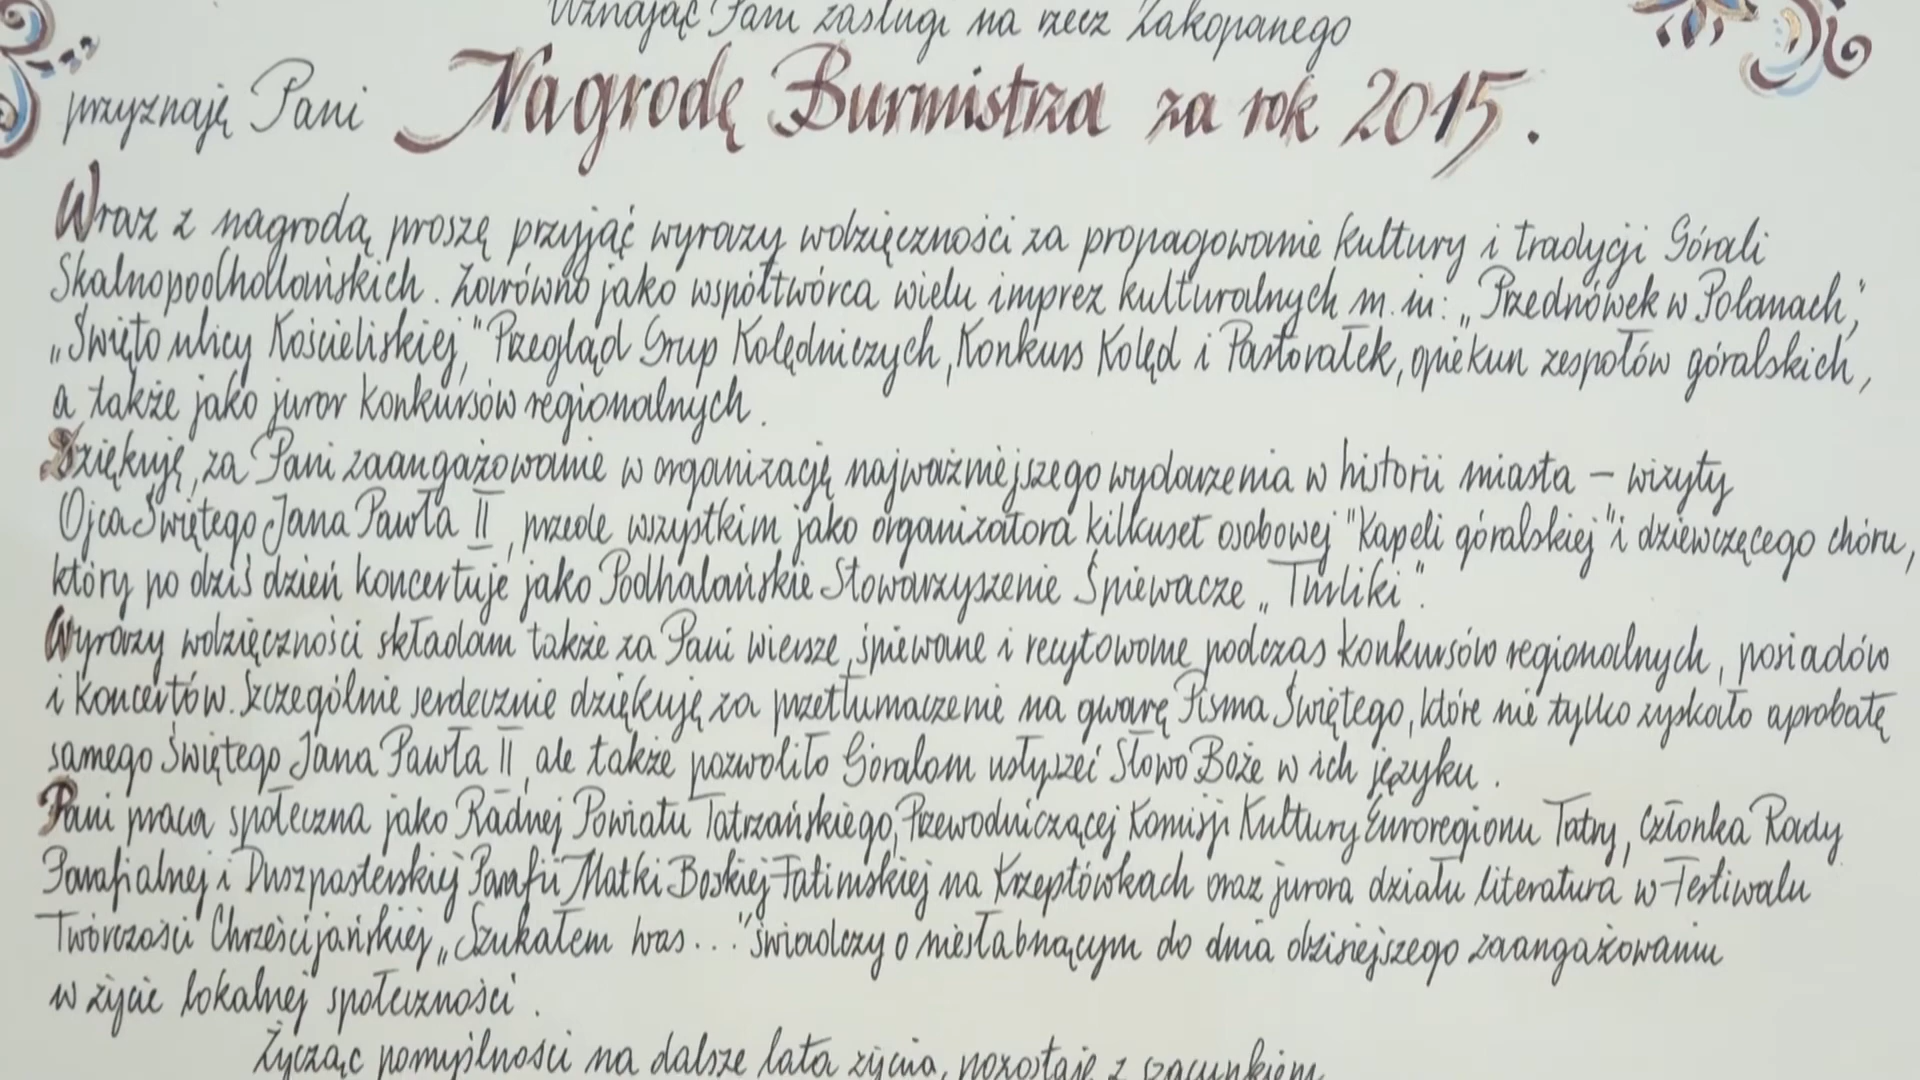 Uznając Pani zasługi na rzecz Zakopanego
przyznaję Pani Nagrodę Burmistrza za rok 2015.
Wraz z nagrodą proszę przyjąć wyrazy wdzięczności za propagowanie kultury i tradycji Górali
Skalnopodhalańskich. Zarówno jako współtwórca wielu imprez kulturalnych m.in: „Przednówek w Polanach",
„Święto ulicy Kościeliskiej," Przegląd Grup Kolędniczych, Konkurs Kolęd i Pastorałek, opiekun zespołów góralskich,
a także jako juror konkursów regionalnych.
Dziękuję za Pani zaangażowanie w organizację najważniejszego wydarzenia w historii miasta – wizyty
Ojca Świętego Jana Pawła II, przede wszystkim jako organizatora kilkuset osobowej "Kapeli góralskiej" i dziewczęcego chóru,
który po dziś dzień koncertuje jako Podhalańskie Stowarzyszenie Śpiewacze „Turliki".
Wyrazy wdzięczności składam także za Pani wiersze, śpiewane i recytowane podczas konkursów regionalnych, posiadów
i koncertów. Szczególnie serdecznie dziękuję za przetłumaczenie na gwarę Pisma Świętego, które nie tylko zyskało aprobatę
samego Świętego Jana Pawła II, ale także pozwoliło Góralom usłyszeć Słowo Boże w ich języku.
Pani praca społeczna jako Radnej Powiatu Tatrzańskiego, Przewodniczącej Komisji Kultury Euroregionu Tatry, członka Rady
Parafialnej i Duszpasterskiej Parafii Matki Boskiej Fatimskiej na Krzeptówkach oraz jurora działu literatura w Festiwalu
Twórczości Chrześcijańskiej „Szukałem was..." świadczy o niesłabnącym do dnia dzisiejszego zaangażowaniu
w życie lokalnej społeczności.
Życząc pomyślności na dalsze lata życia, pozostaję z szacunkiem